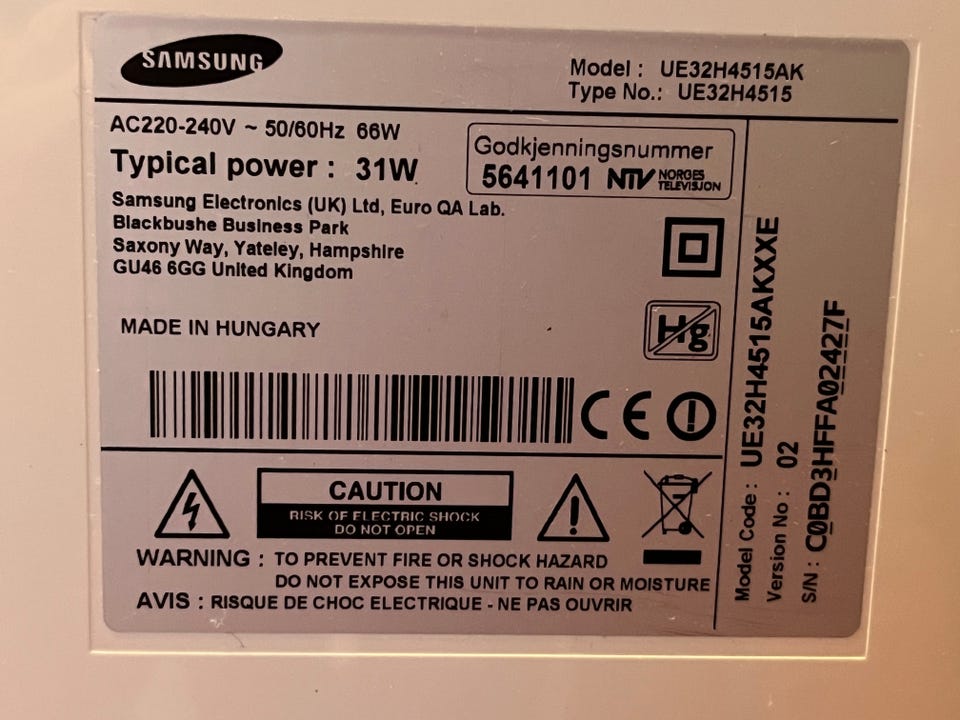 SAMSUNG
Model : UE32H4515AK
Type No.: UE32H4515
AC220-240V ~ 50/60Hz 66W
Typical power : 31W
Godkjenningsnummer
5641101 NTV NORGES TELEVISJON
Samsung Electronics (UK) Ltd, Euro QA Lab.
Blackbushe Business Park
Saxony Way, Yateley, Hampshire
GU46 6GG United Kingdom
MADE IN HUNGARY
Hg
CE
CAUTION
RISK OF ELECTRIC SHOCK
DO NOT OPEN
WARNING : TO PREVENT FIRE OR SHOCK HAZARD
DO NOT EXPOSE THIS UNIT TO RAIN OR MOISTURE
AVIS : RISQUE DE CHOC ELECTRIQUE - NE PAS OUVRIR
Model Code : UE32H4515AKXXXE
Version No : 02
S/N : C0BD3HFFA02427F